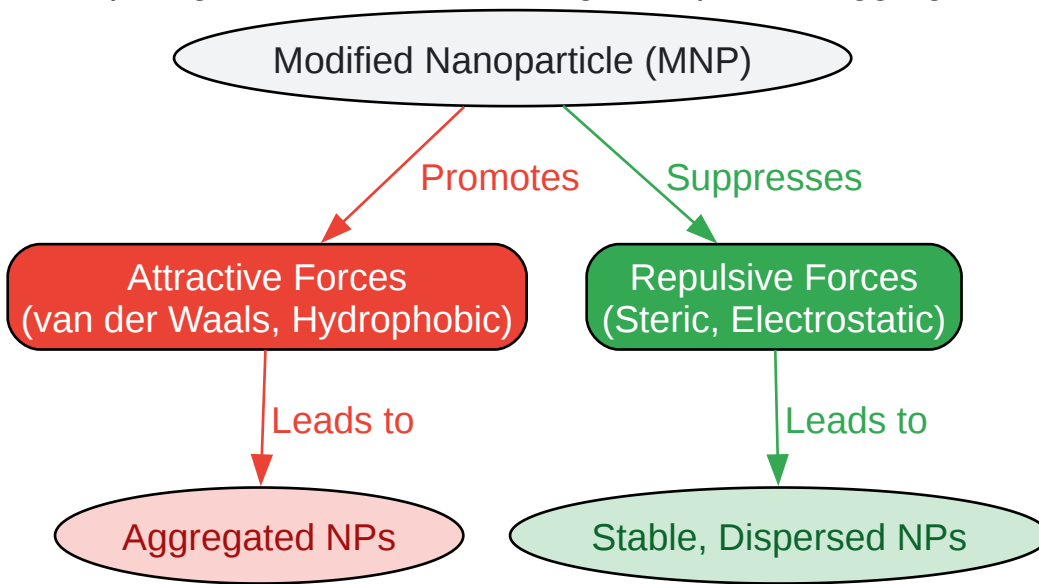 Modified Nanoparticle (MNP)
Promotes
Suppresses
Attractive Forces
(van der Waals, Hydrophobic)
Repulsive Forces
(Steric, Electrostatic)
Leads to
Leads to
Aggregated NPs
Stable, Dispersed NPs